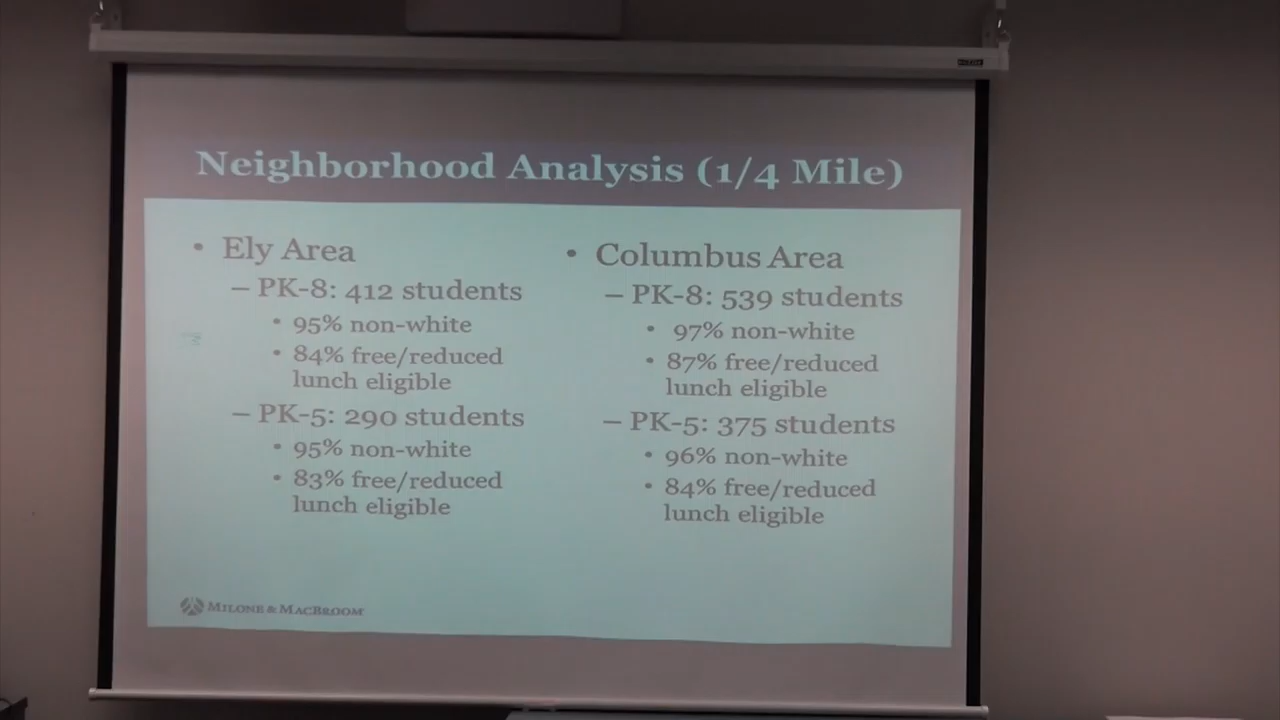 Neighborhood Analysis (1/4 Mile)
• Ely Area
– PK-8: 412 students
• 95% non-white
• 84% free/reduced
lunch eligible
– PK-5: 290 students
• 95% non-white
• 83% free/reduced
lunch eligible
• Columbus Area
– PK-8: 539 students
• 97% non-white
• 87% free/reduced
lunch eligible
– PK-5: 375 students
• 96% non-white
• 84% free/reduced
lunch eligible
MILONE & MACBROOM